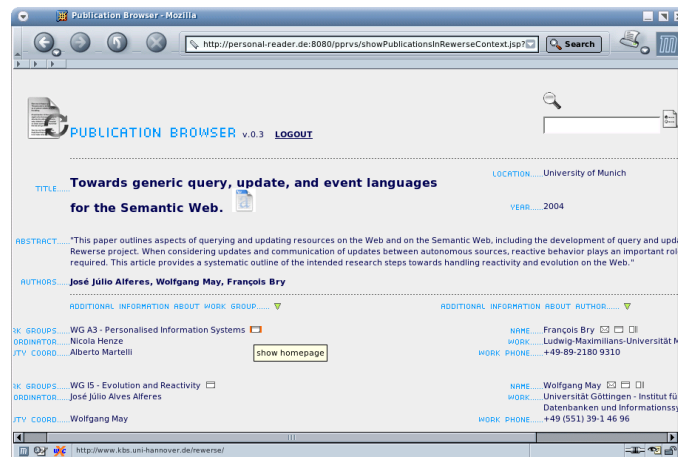 Publication Browser - Mozilla
http://personal-reader.de:8080/pprvs/showPublicationsInRewerseContext.jsp?
Search
PUBLICATION BROWSER v.0.3 LOGOUT
TITLE Towards generic query, update, and event languages
for the Semantic Web.
LOCATION University of Munich
YEAR 2004
ABSTRACT "This paper outlines aspects of querying and updating resources on the Web and on the Semantic Web, including the development of query and upda
Rewerse project. When considering updates and communication of updates between autonomous sources, reactive behavior plays an important rol
required. This article provides a systematic outline of the intended research steps towards handling reactivity and evolution on the Web."
AUTHORS José Júlio Alferes, Wolfgang May, François Bry
ADDITIONAL INFORMATION ABOUT WORK GROUP
RK GROUPS WG A3 - Personalised Information Systems
ORDINATOR Nicola Henze
JTY COORD Alberto Martelli
show homepage
RK GROUPS WG I5 - Evolution and Reactivity
ORDINATOR José Júlio Alves Alferes
JTY COORD Wolfgang May
ADDITIONAL INFORMATION ABOUT AUTHOR
NAME François Bry
WORK Ludwig-Maximilians-Universität M
WORK PHONE +49-89-2180 9310
NAME Wolfgang May
WORK Universität Göttingen - Institut fü
Datenbanken und Informationssy
WORK PHONE +49 (551) 39-1 46 96
http://www.kbs.uni-hannover.de/rewerse/